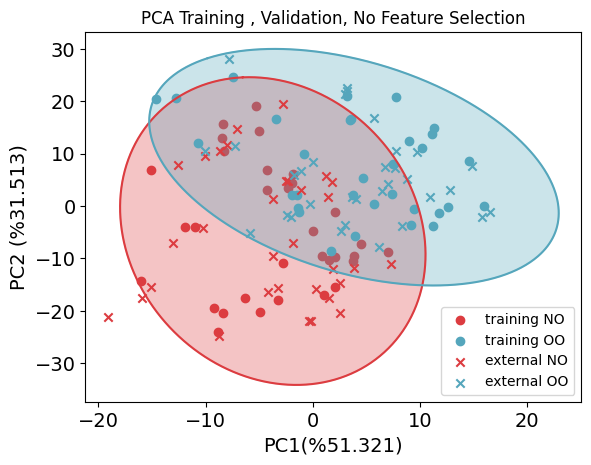 PCA Training , Validation, No Feature Selection
30
20
10
0
−10
−20
−30
PC2 (%31.513)
training NO
training OO
external NO
external OO
−20 −10 0 10 20
PC1(%51.321)